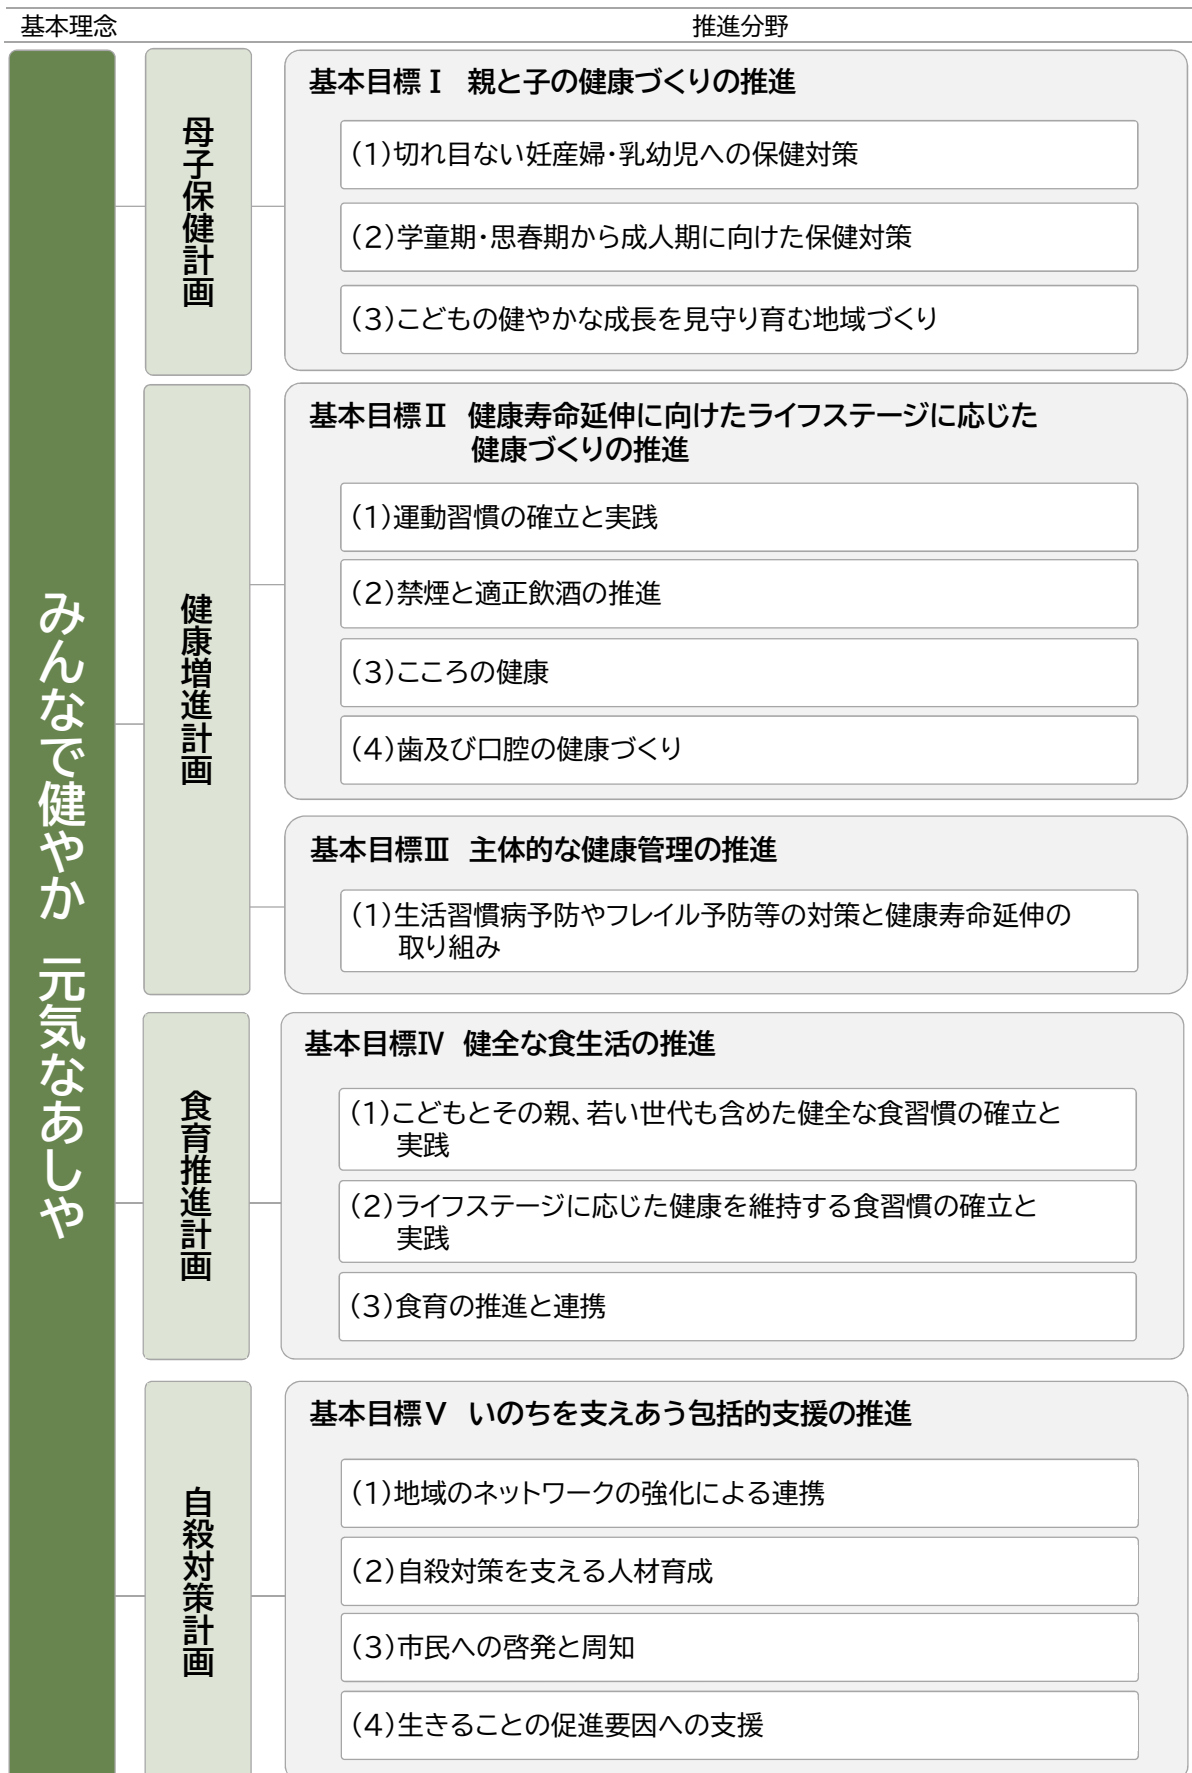 基本理念
推進分野
みんなで健やか 元気なあしや
母子保健計画
基本目標Ⅰ 親と子の健康づくりの推進
(1)切れ目ない妊産婦・乳幼児への保健対策
(2)学童期・思春期から成人期に向けた保健対策
(3)こどもの健やかな成長を見守り育む地域づくり
健康増進計画
基本目標Ⅱ 健康寿命延伸に向けたライフステージに応じた
健康づくりの推進
(1)運動習慣の確立と実践
(2)禁煙と適正飲酒の推進
(3)こころの健康
(4)歯及び口腔の健康づくり
基本目標Ⅲ 主体的な健康管理の推進
(1)生活習慣病予防やフレイル予防等の対策と健康寿命延伸の
取り組み
食育推進計画
基本目標Ⅳ 健全な食生活の推進
(1)こどもとその親、若い世代も含めた健全な食習慣の確立と
実践
(2)ライフステージに応じた健康を維持する食習慣の確立と
実践
(3)食育の推進と連携
自殺対策計画
基本目標Ⅴ いのちを支えあう包括的支援の推進
(1)地域のネットワークの強化による連携
(2)自殺対策を支える人材育成
(3)市民への啓発と周知
(4)生きることの促進要因への支援